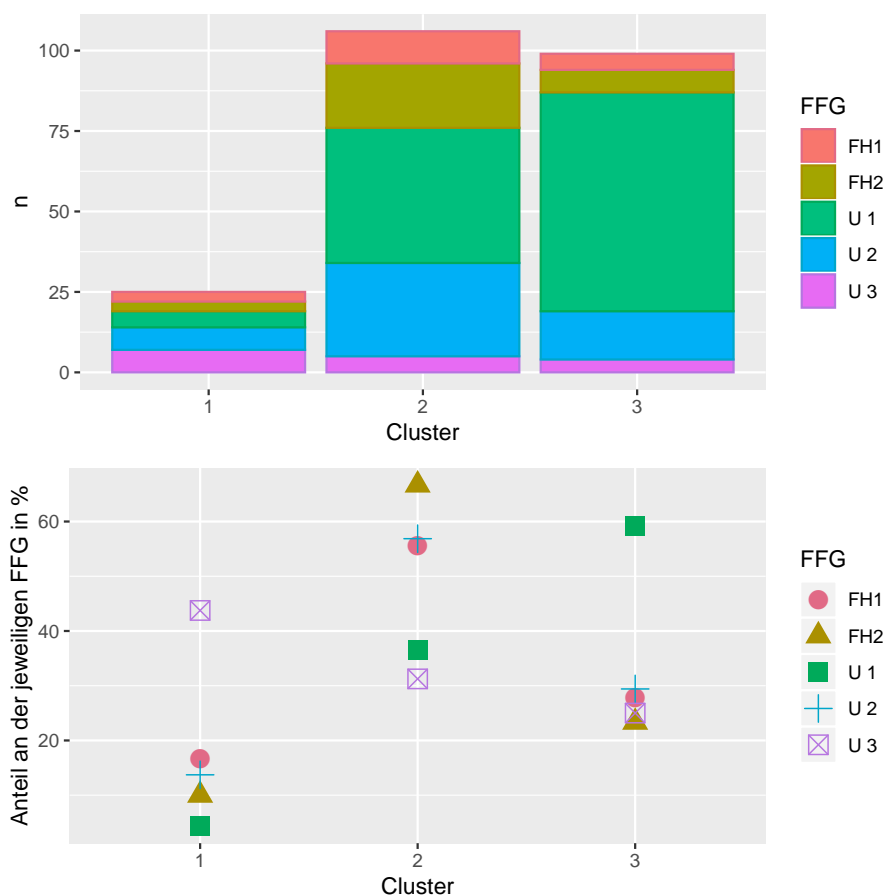 100
75
50
25
0
n
1
2
3
Cluster
FFG
FH1
FH2
U 1
U 2
U 3
60
40
20
Anteil an der jeweiligen FFG in %
1
2
3
Cluster
FFG
FH1
FH2
U 1
U 2
U 3